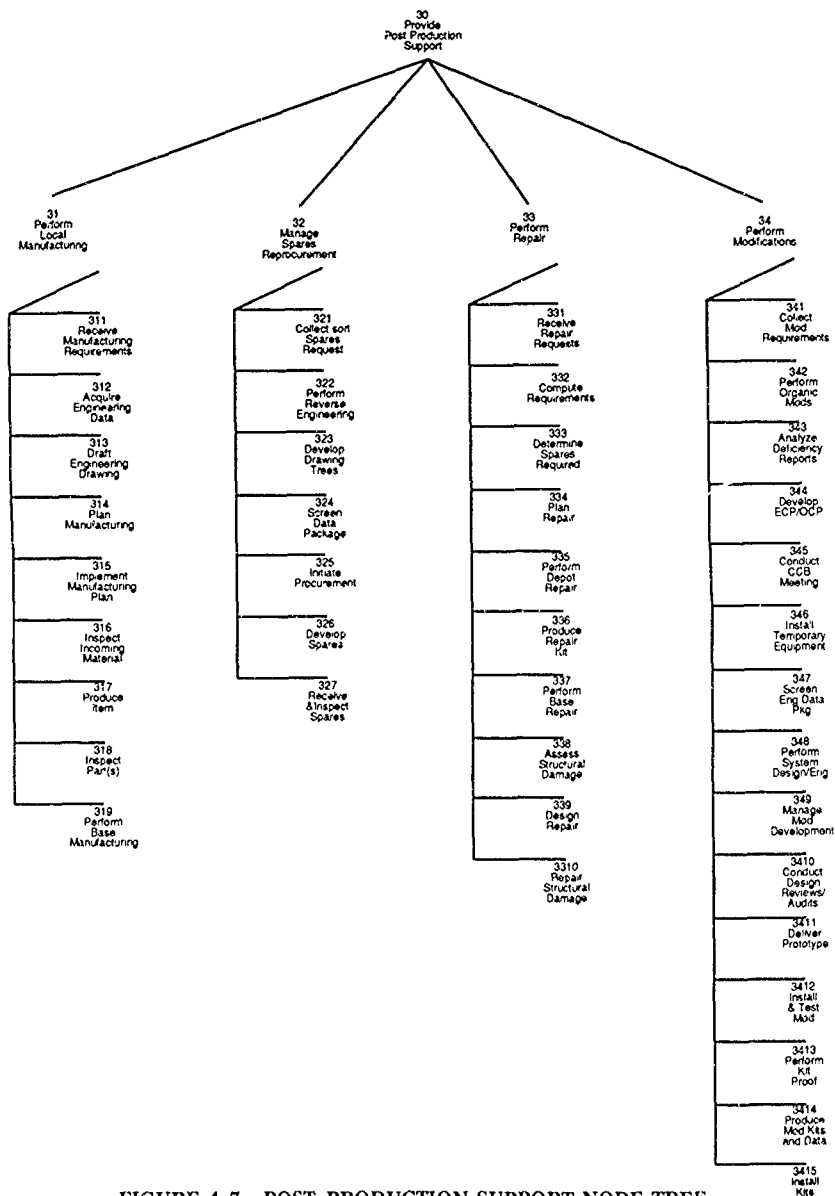 30
Provide
Post Production
Support
31
Perform
Local
Manufacturing
32
Manage
Spares
Reprocurement
33
Perform
Repair
34
Perform
Modifications
311
Receive
Manufacturing
Requirements
312
Acquire
Engineering
Data
313
Draft
Engineering
Drawing
314
Plan
Manufacturing
315
Implement
Manufacturing
Plan
316
Inspect
Incoming
Material
317
Produce
Item
318
Inspect
Part(s)
319
Perform
Base
Manufacturing
321
Collect sort
Spares
Request
322
Perform
Reverse
Engineering
323
Develop
Drawing
Trees
324
Screen
Data
Package
325
Initiate
Procurement
326
Develop
Spares
327
Receive
&Inspect
Spares
331
Receive
Repair
Requests
332
Compute
Requirements
333
Determine
Spares
Required
334
Plan
Repair
335
Perform
Depot
Repair
336
Produce
Repair
Kit
337
Perform
Base
Repair
338
Assess
Structural
Damage
339
Design
Repair
3310
Repair
Structural
Damage
341
Collect
Mod
Requirements
342
Perform
Organic
Mods
343
Analyze
Deficiency
Reports
344
Develop
ECP/OCP
345
Conduct
CCB
Meeting
346
Install
Temporary
Equipment
347
Screen
Eng Data
Pkg
348
Perform
System
Design/Eng
349
Manage
Mod
Development
3410
Conduct
Design
Reviews/
Audits
3411
Deliver
Prototype
3412
Install
& Test
Mod
3413
Perform
Kit
Proof
3414
Produce
Mod Kits
and Data
3415
Install
Kits
FIGURE 4-7. POST-PRODUCTION SUPPORT NODE TREE